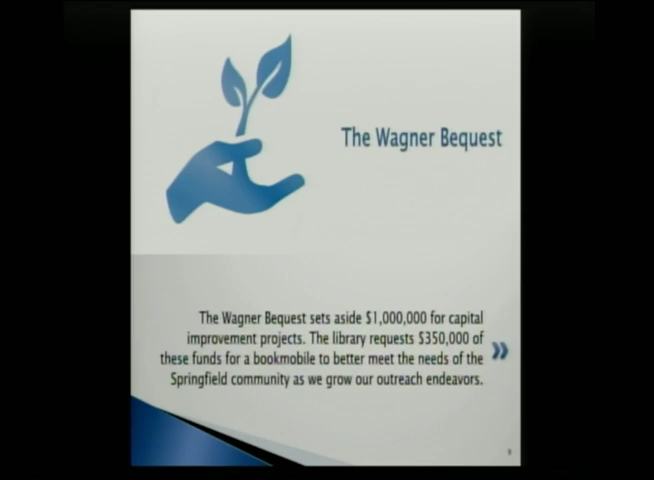 The Wagner Bequest
The Wagner Bequest sets aside $1,000,000 for capital
improvement projects. The library requests $350,000 of
these funds for a bookmobile to better meet the needs of the
Springfield community as we grow our outreach endeavors.